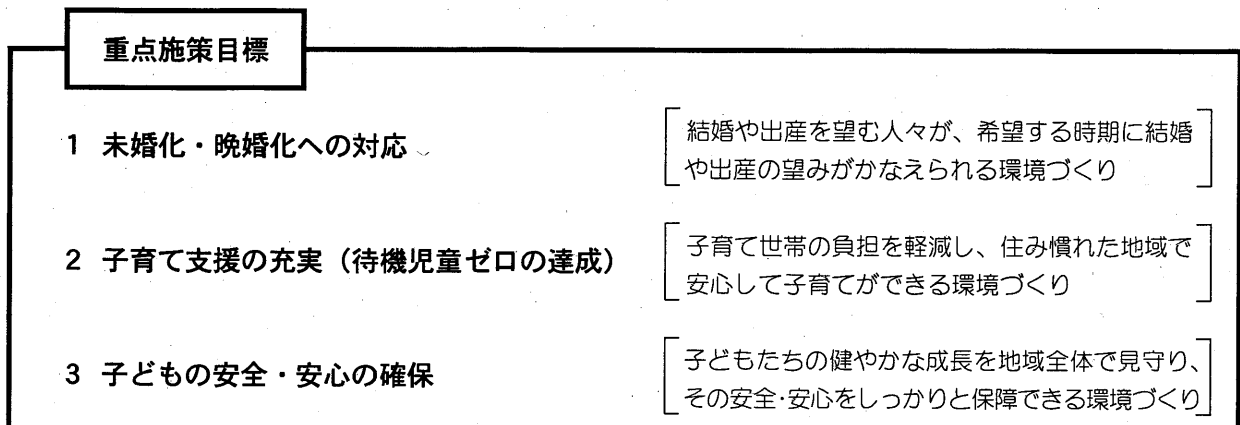 重点施策目標
1 未婚化・晩婚化への対応
結婚や出産を望む人々が、希望する時期に結婚
や出産の望みがかなえられる環境づくり
2 子育て支援の充実（待機児童ゼロの達成）
子育て世帯の負担を軽減し、住み慣れた地域で
安心して子育てができる環境づくり
3 子どもの安全・安心の確保
子どもたちの健やかな成長を地域全体で見守り、
その安全・安心をしっかりと保障できる環境づくり